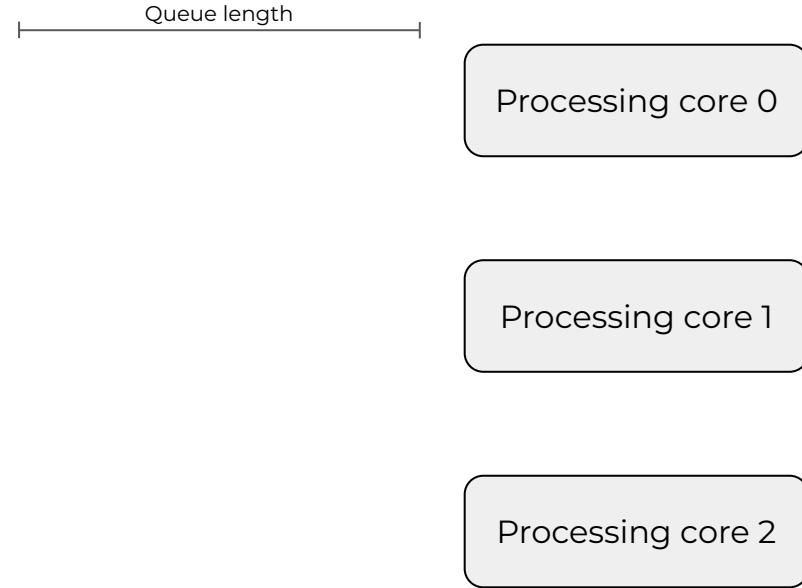 Queue length
Processing core 0
Processing core 1
Processing core 2